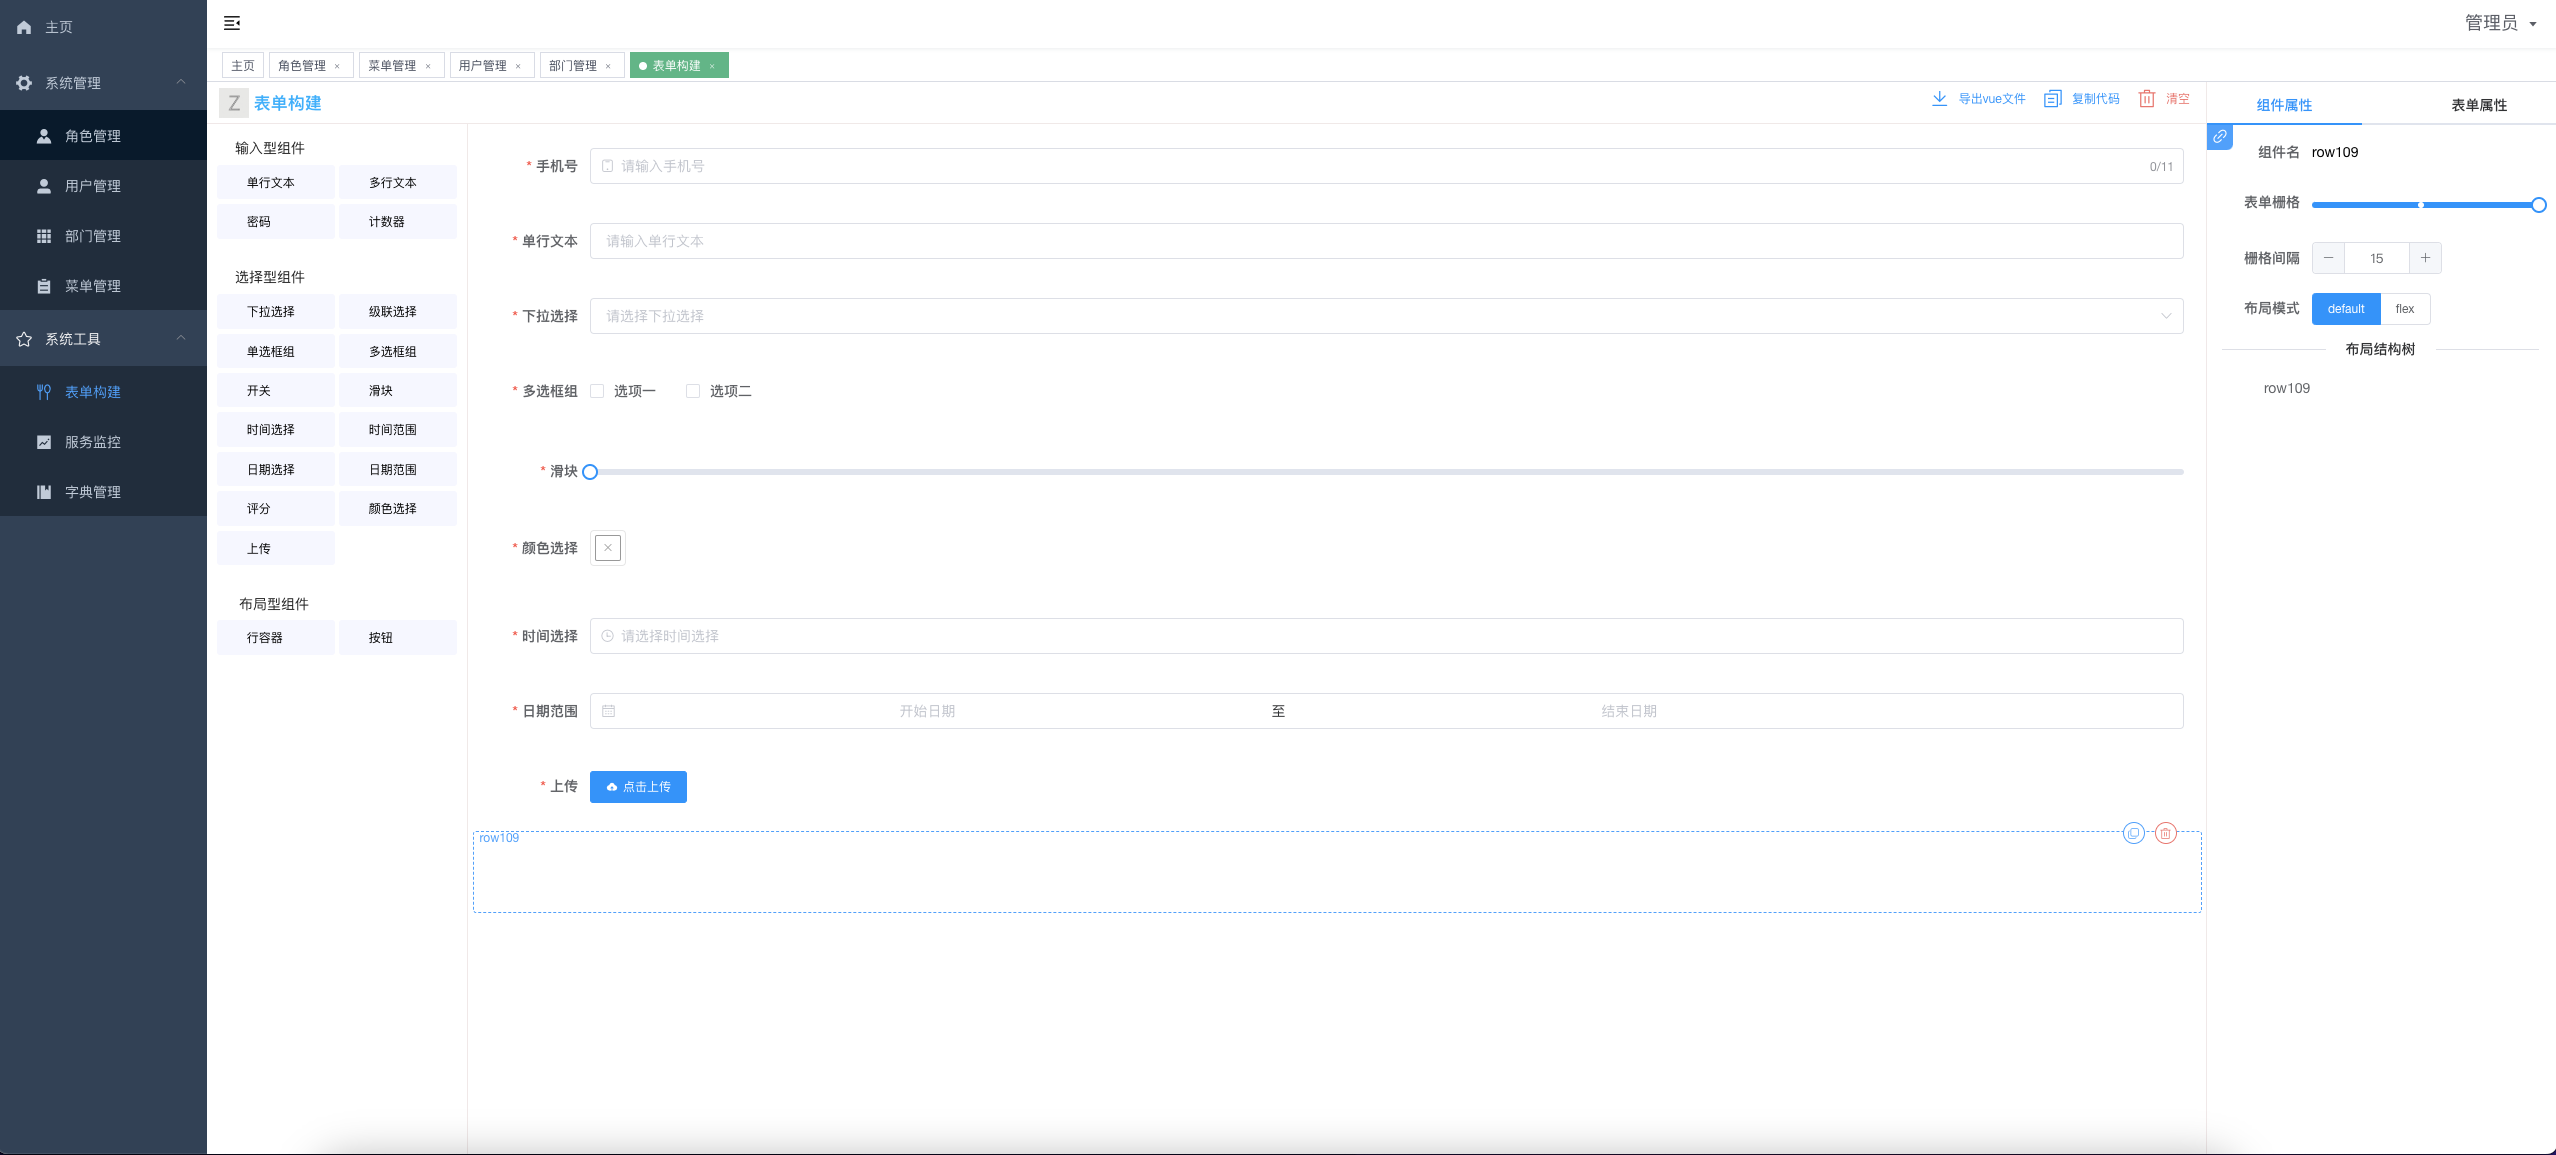 主页
系统管理
角色管理
用户管理
部门管理
菜单管理
系统工具
表单构建
服务监控
字典管理
管理员
主页 角色管理 × 菜单管理 × 用户管理 × 部门管理 × 表单构建 ×
Z 表单构建
导出vue文件 复制代码 清空
输入型组件
单行文本 多行文本
密码 计数器
选择型组件
下拉选择 级联选择
单选框组 多选框组
开关 滑块
时间选择 时间范围
日期选择 日期范围
评分 颜色选择
上传
布局型组件
行容器 按钮
* 手机号 请输入手机号 0/11
* 单行文本 请输入单行文本
* 下拉选择 请选择下拉选择
* 多选框组 选项一 选项二
* 滑块
* 颜色选择
* 时间选择 请选择时间选择
* 日期范围 开始日期 至 结束日期
* 上传 点击上传
row109
组件属性 表单属性
组件名 row109
表单栅格
栅格间隔 − 15 +
布局模式 default flex
布局结构树
row109